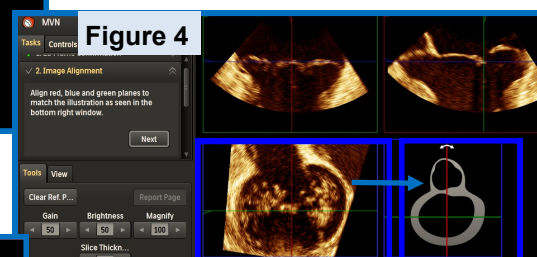 MVN
Figure 4
Tasks
Controls
2. Image Alignment
Align red, blue and green planes to
match the illustration as seen in the
bottom right window.
Next
Tools
View
Clear Ref. P...
Report Page
Gain
Brightness
Magnify
50
50
100
Slice Thickn...